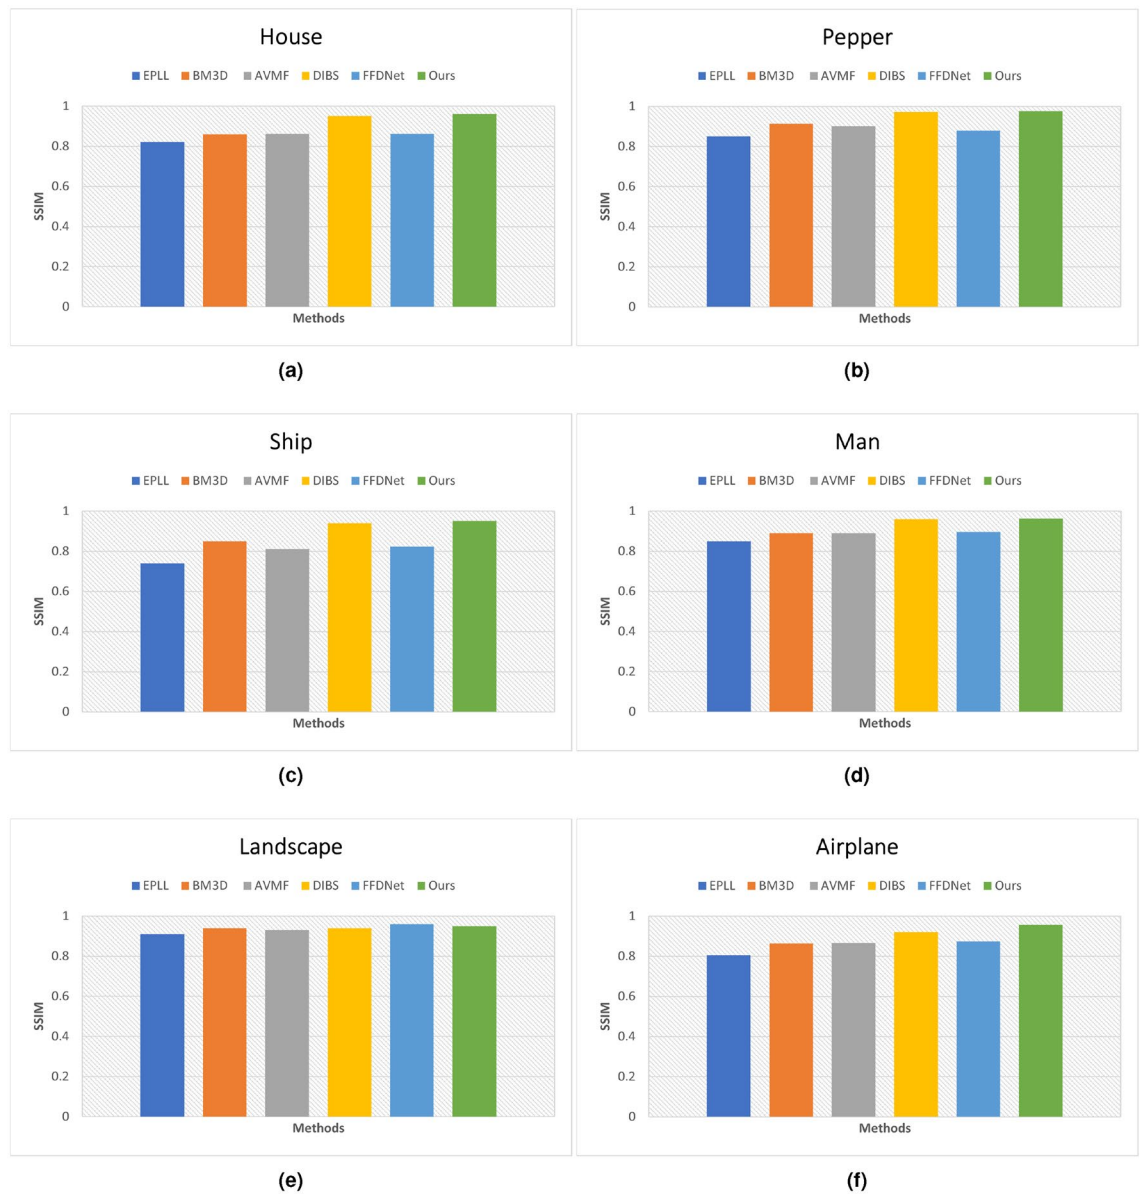 House
EPLL BM3D AVMF DIBS FFDNet Ours
1
0.8
0.6
0.4
0.2
0
SSIM
Methods
(a)
Pepper
EPLL BM3D AVMF DIBS FFDNet Ours
1
0.8
0.6
0.4
0.2
0
SSIM
Methods
(b)
Ship
EPLL BM3D AVMF DIBS FFDNet Ours
1
0.8
0.6
0.4
0.2
0
SSIM
Methods
(c)
Man
EPLL BM3D AVMF DIBS FFDNet Ours
1
0.8
0.6
0.4
0.2
0
SSIM
Methods
(d)
Landscape
EPLL BM3D AVMF DIBS FFDNet Ours
1
0.8
0.6
0.4
0.2
0
SSIM
Methods
(e)
Airplane
EPLL BM3D AVMF DIBS FFDNet Ours
1
0.8
0.6
0.4
0.2
0
SSIM
Methods
(f)